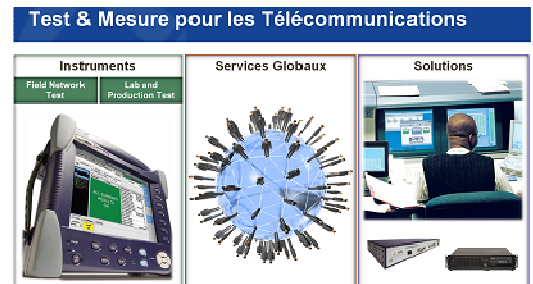 Test & Mesure pour les Télécommunications
Instruments
Services Globaux
Solutions
Field Network
Test
Lab and
Production Test